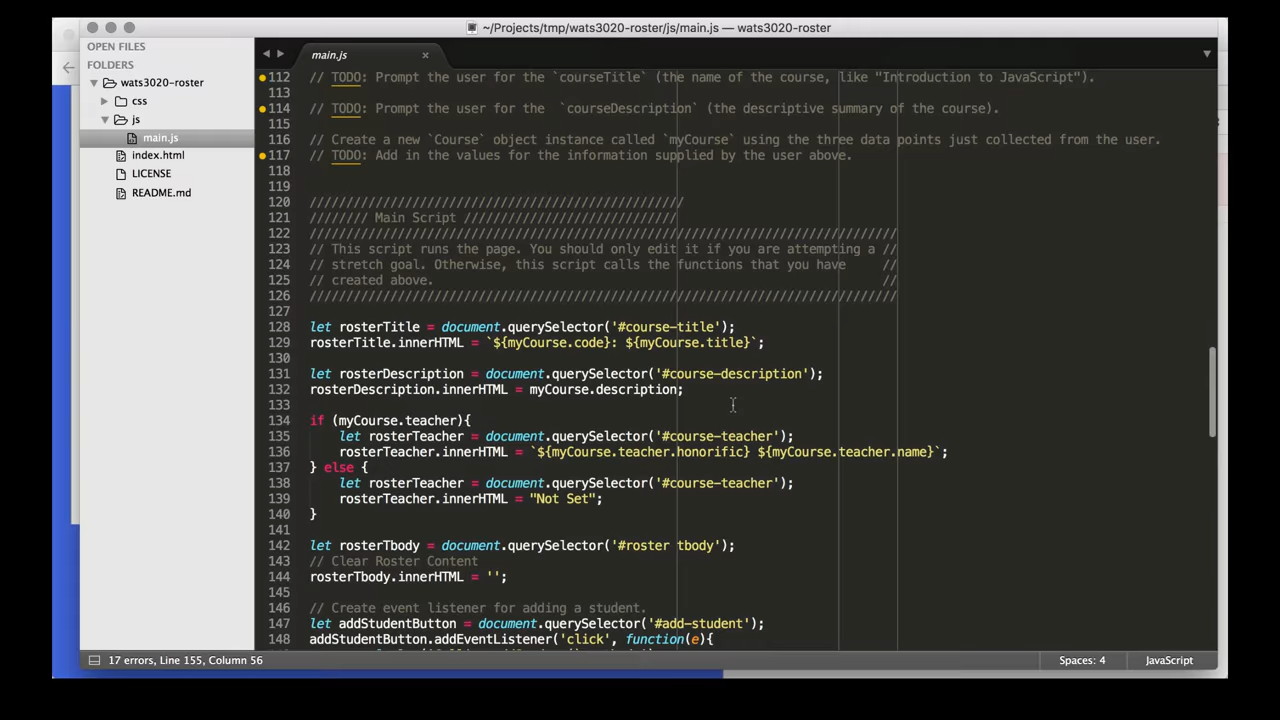 ~/Projects/tmp/wats3020-roster/js/main.js — wats3020-roster
OPEN FILES
FOLDERS
wats3020-roster
css
js
main.js
index.html
LICENSE
README.md
main.js
112 // TODO: Prompt the user for the `courseTitle` (the name of the course, like "Introduction to JavaScript").
113
114 // TODO: Prompt the user for the  `courseDescription` (the descriptive summary of the course).
115
116 // Create a new `Course` object instance called `myCourse` using the three data points just collected from the user.
117 // TODO: Add in the values for the information supplied by the user above.
118
119
120 ///////////////////////////////////////////////////
121 //////// Main Script /////////////////////////////
122 ////////////////////////////////////////////////////////////////////////////////
123 // This script runs the page. You should only edit it if you are attempting a //
124 // stretch goal. Otherwise, this script calls the functions that you have     //
125 // created above.                                                             //
126 ////////////////////////////////////////////////////////////////////////////////
127
128 let rosterTitle = document.querySelector('#course-title');
129 rosterTitle.innerHTML = `${myCourse.code}: ${myCourse.title}`;
130
131 let rosterDescription = document.querySelector('#course-description');
132 rosterDescription.innerHTML = myCourse.description;
133
134 if (myCourse.teacher){
135     let rosterTeacher = document.querySelector('#course-teacher');
136     rosterTeacher.innerHTML = `${myCourse.teacher.honorific} ${myCourse.teacher.name}`;
137 } else {
138     let rosterTeacher = document.querySelector('#course-teacher');
139     rosterTeacher.innerHTML = "Not Set";
140 }
141
142 let rosterTbody = document.querySelector('#roster tbody');
143 // Clear Roster Content
144 rosterTbody.innerHTML = '';
145
146 // Create event listener for adding a student.
147 let addStudentButton = document.querySelector('#add-student');
148 addStudentButton.addEventListener('click', function(e){
17 errors, Line 155, Column 56
Spaces: 4
JavaScript